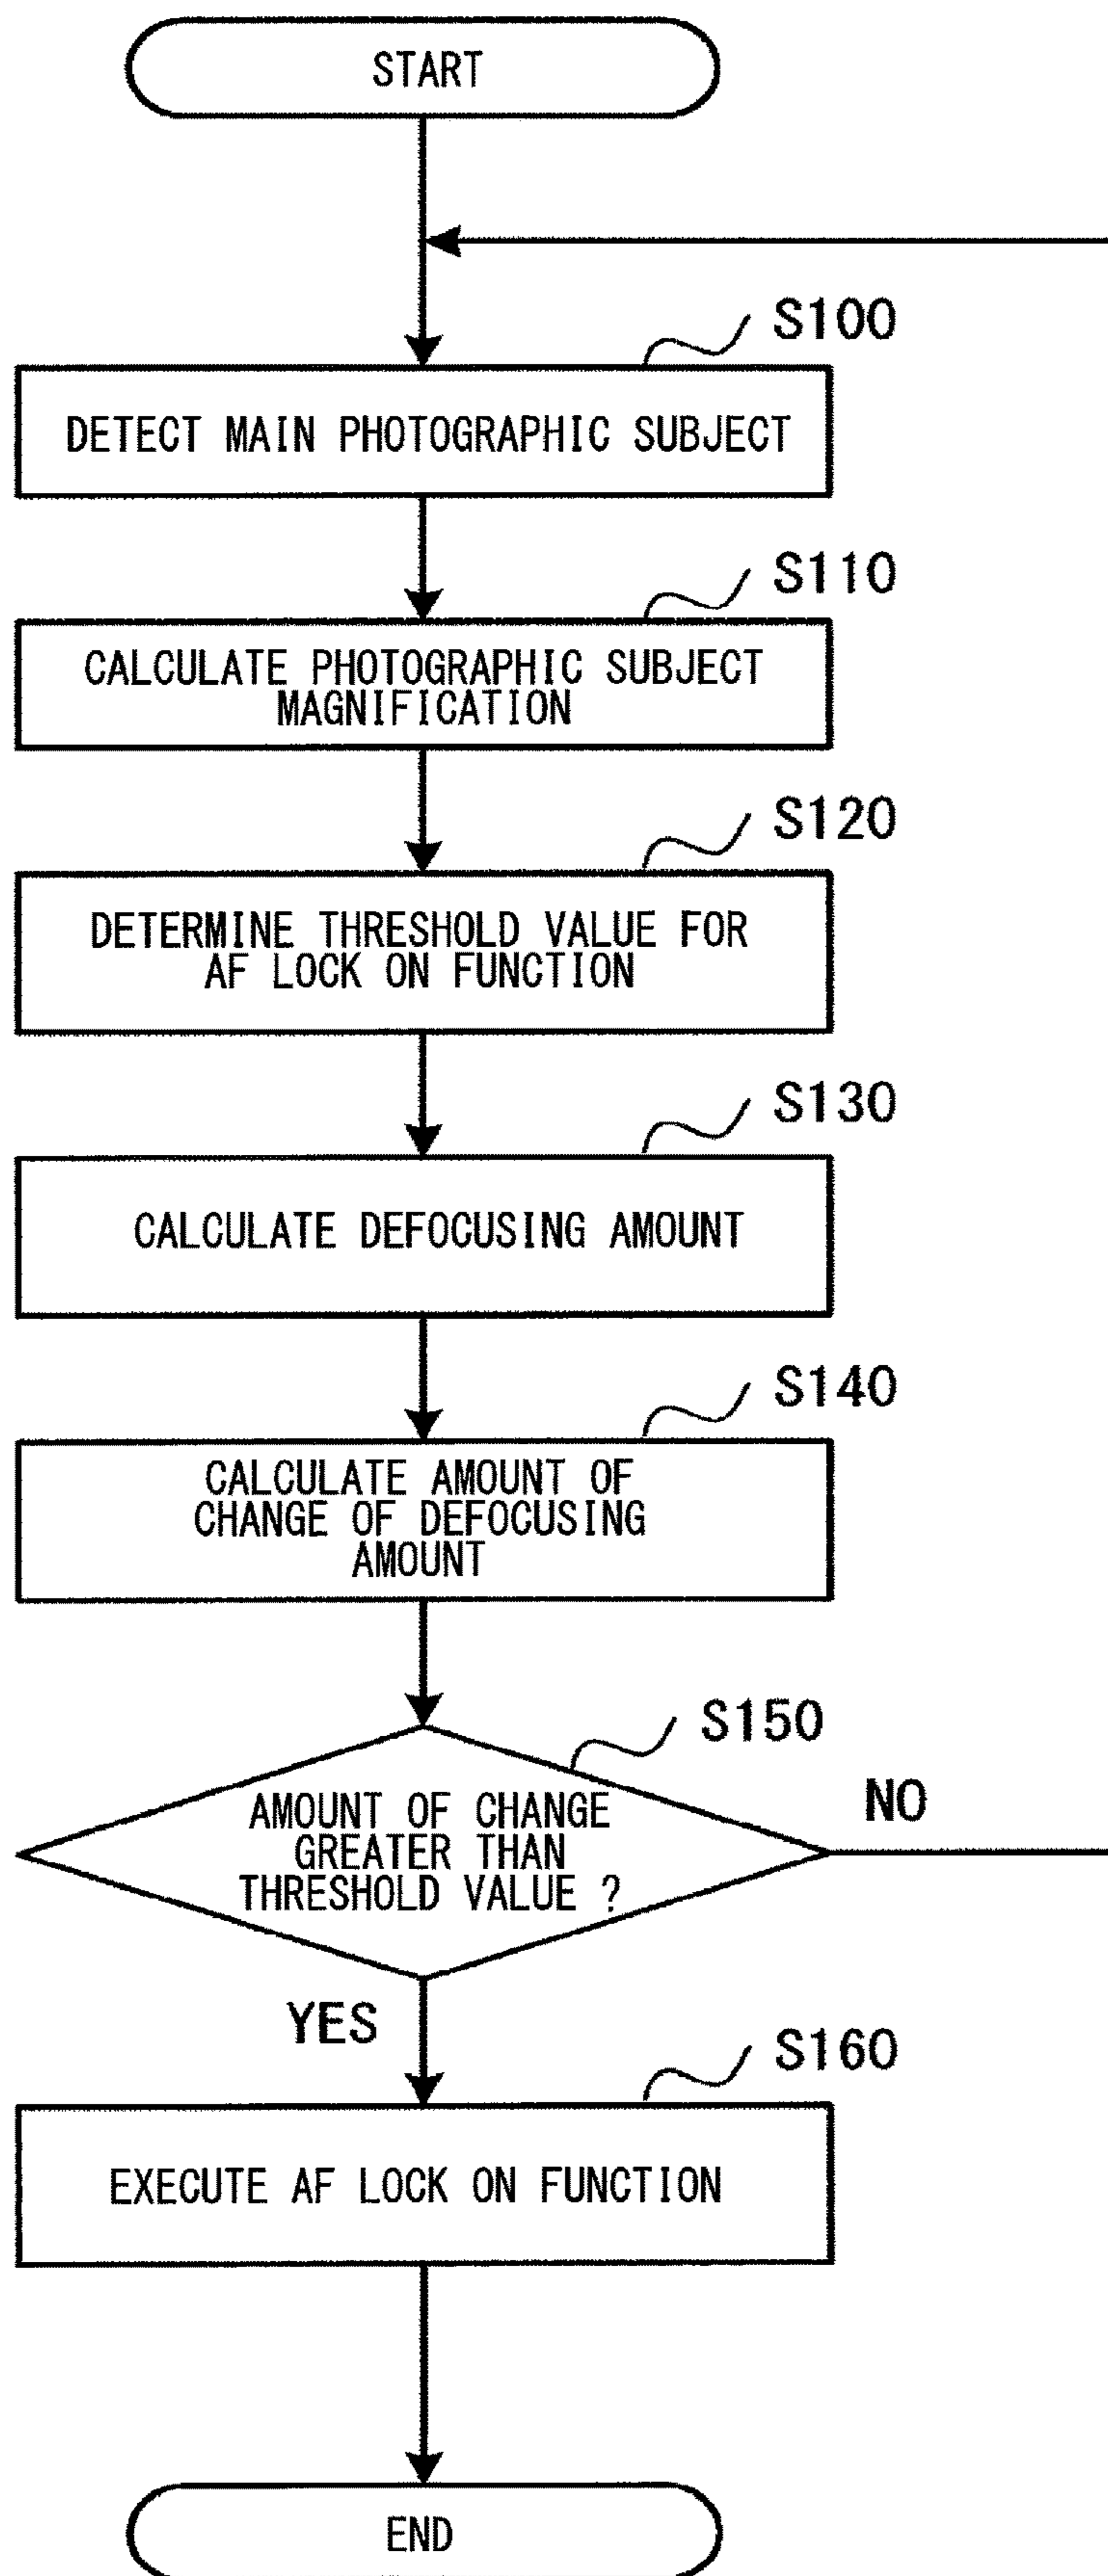 START
S100
DETECT MAIN PHOTOGRAPHIC SUBJECT
S110
CALCULATE PHOTOGRAPHIC SUBJECT
MAGNIFICATION
S120
DETERMINE THRESHOLD VALUE FOR
AF LOCK ON FUNCTION
S130
CALCULATE DEFOCUSING AMOUNT
S140
CALCULATE AMOUNT OF
CHANGE OF DEFOCUSING
AMOUNT
S150
AMOUNT OF CHANGE
GREATER THAN
THRESHOLD VALUE ?
NO
YES
S160
EXECUTE AF LOCK ON FUNCTION
END